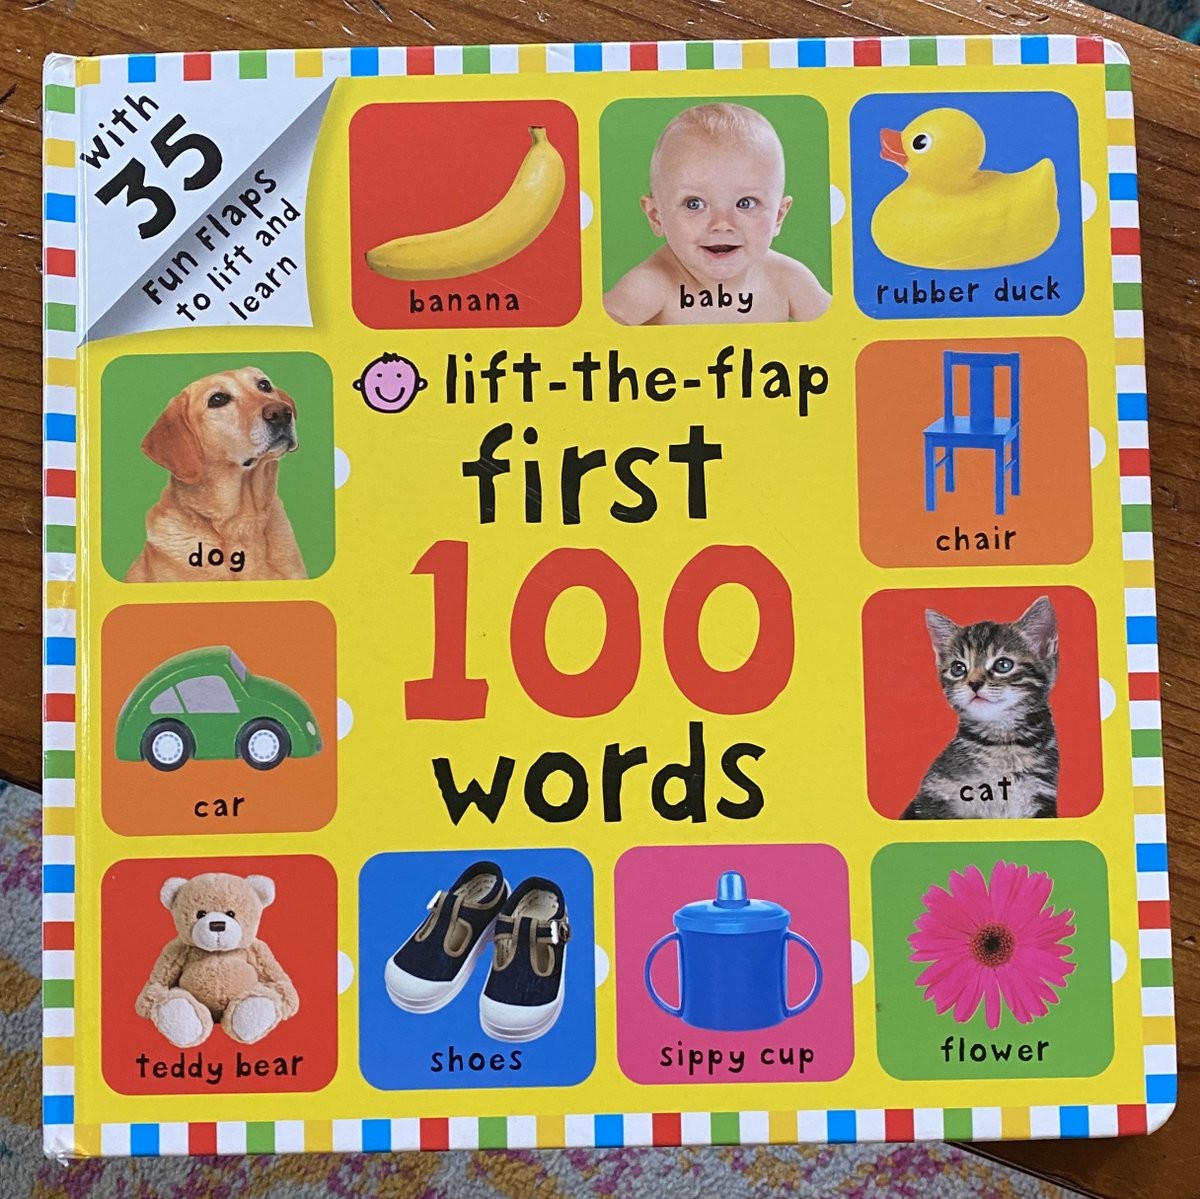 with
35
Fun Flaps
to lift and
learn
banana
baby
rubber duck
lift-the-flap
first
100
words
dog
chair
car
cat
teddy bear
shoes
sippy cup
flower